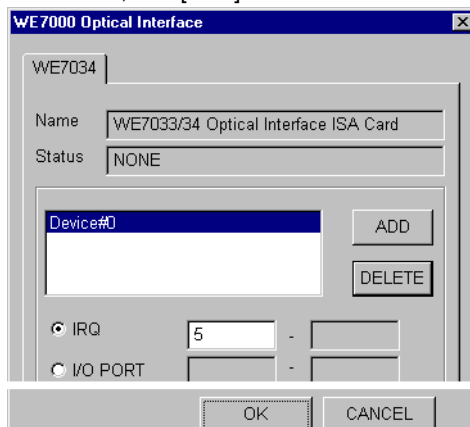 WE7000 Optical Interface
WE7034
Name WE7033/34 Optical Interface ISA Card
Status NONE
Device#0
ADD
DELETE
IRQ 5 -
I/O PORT -
OK CANCEL